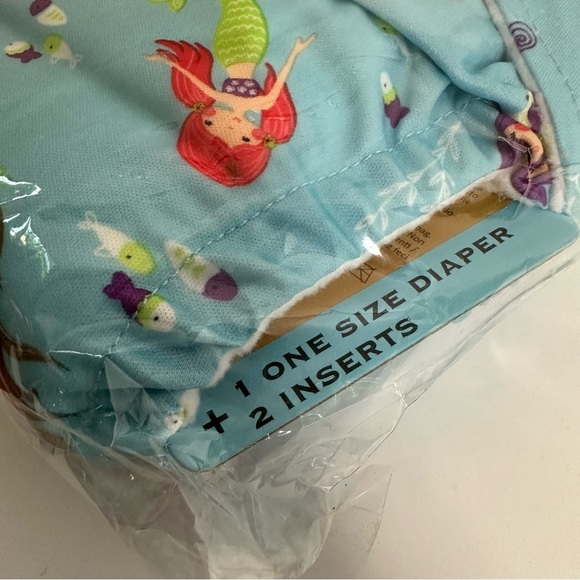 + 1 ONE SIZE DIAPER
2 INSERTS